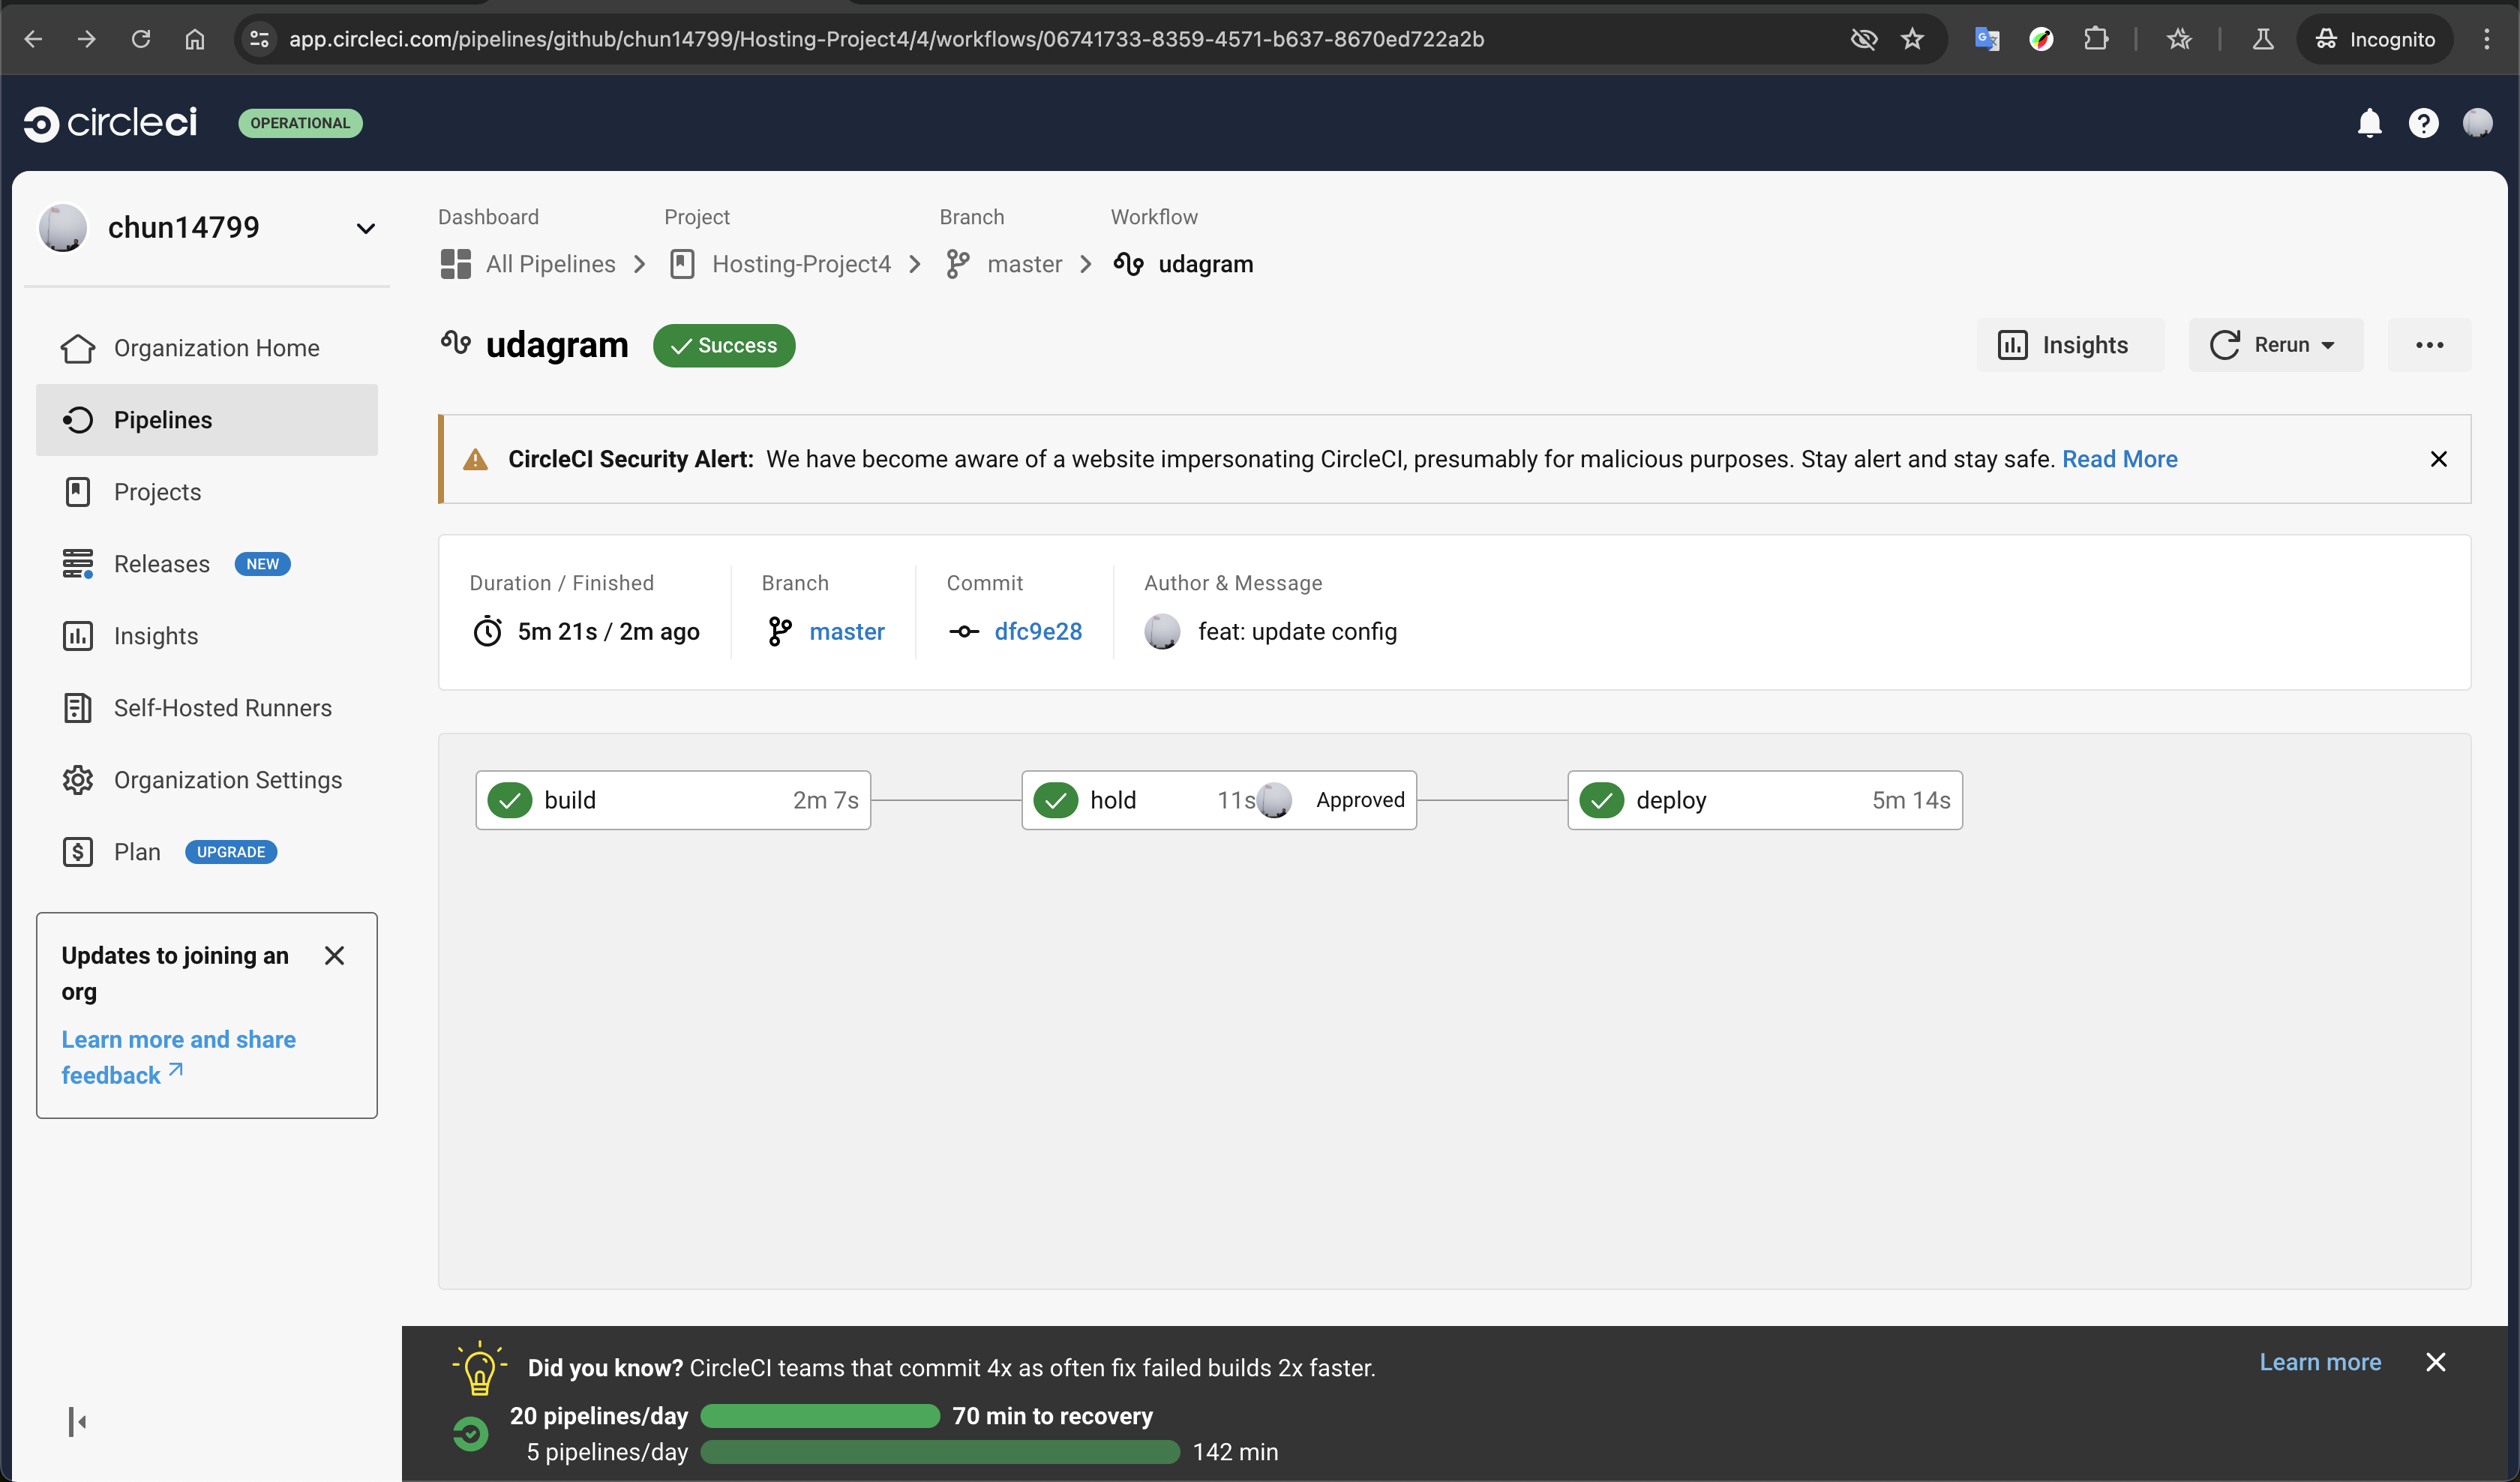 app.circleci.com/pipelines/github/chun14799/Hosting-Project4/4/workflows/06741733-8359-4571-b637-8670ed722a2b
Incognito
circleci
OPERATIONAL
chun14799
Organization Home
Pipelines
Projects
Releases NEW
Insights
Self-Hosted Runners
Organization Settings
Plan UPGRADE
Updates to joining an
org
Learn more and share
feedback
Dashboard Project Branch Workflow
All Pipelines Hosting-Project4 master udagram
udagram Success
Insights Rerun
CircleCI Security Alert: We have become aware of a website impersonating CircleCI, presumably for malicious purposes. Stay alert and stay safe. Read More
Duration / Finished Branch Commit Author & Message
5m 21s / 2m ago master dfc9e28 feat: update config
build 2m 7s hold 11s Approved deploy 5m 14s
Did you know? CircleCI teams that commit 4x as often fix failed builds 2x faster.
Learn more
20 pipelines/day 70 min to recovery
5 pipelines/day 142 min